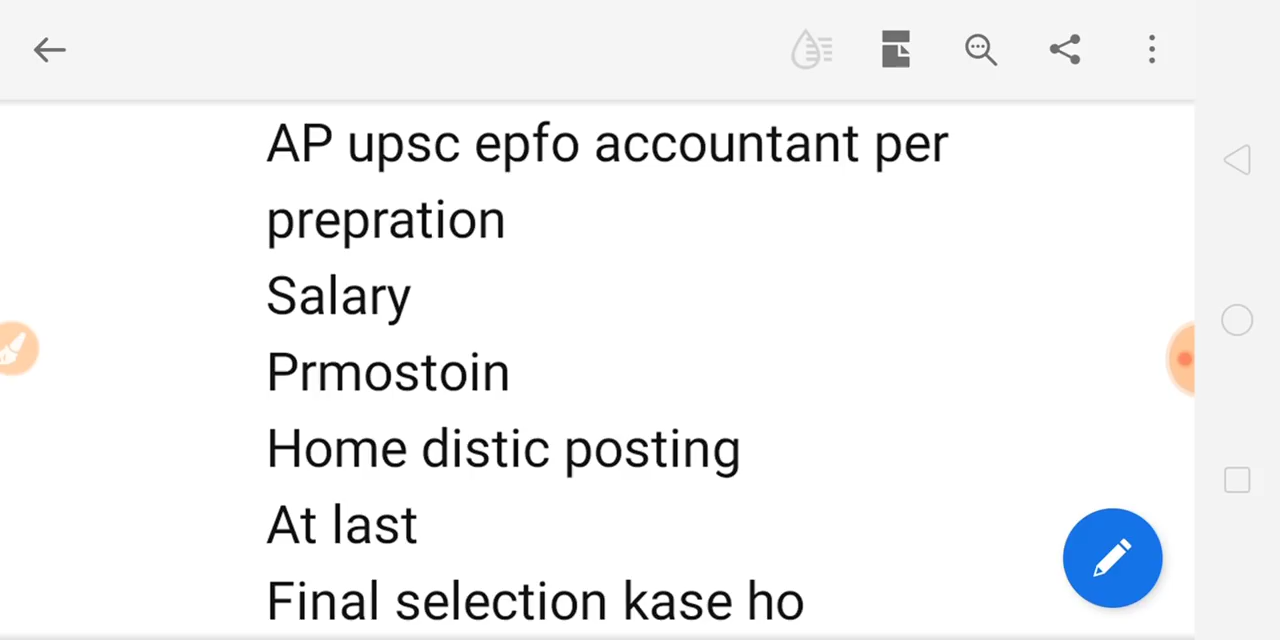 AP upsc epfo accountant per
prepration
Salary
Prmostoin
Home distic posting
At last
Final selection kase ho